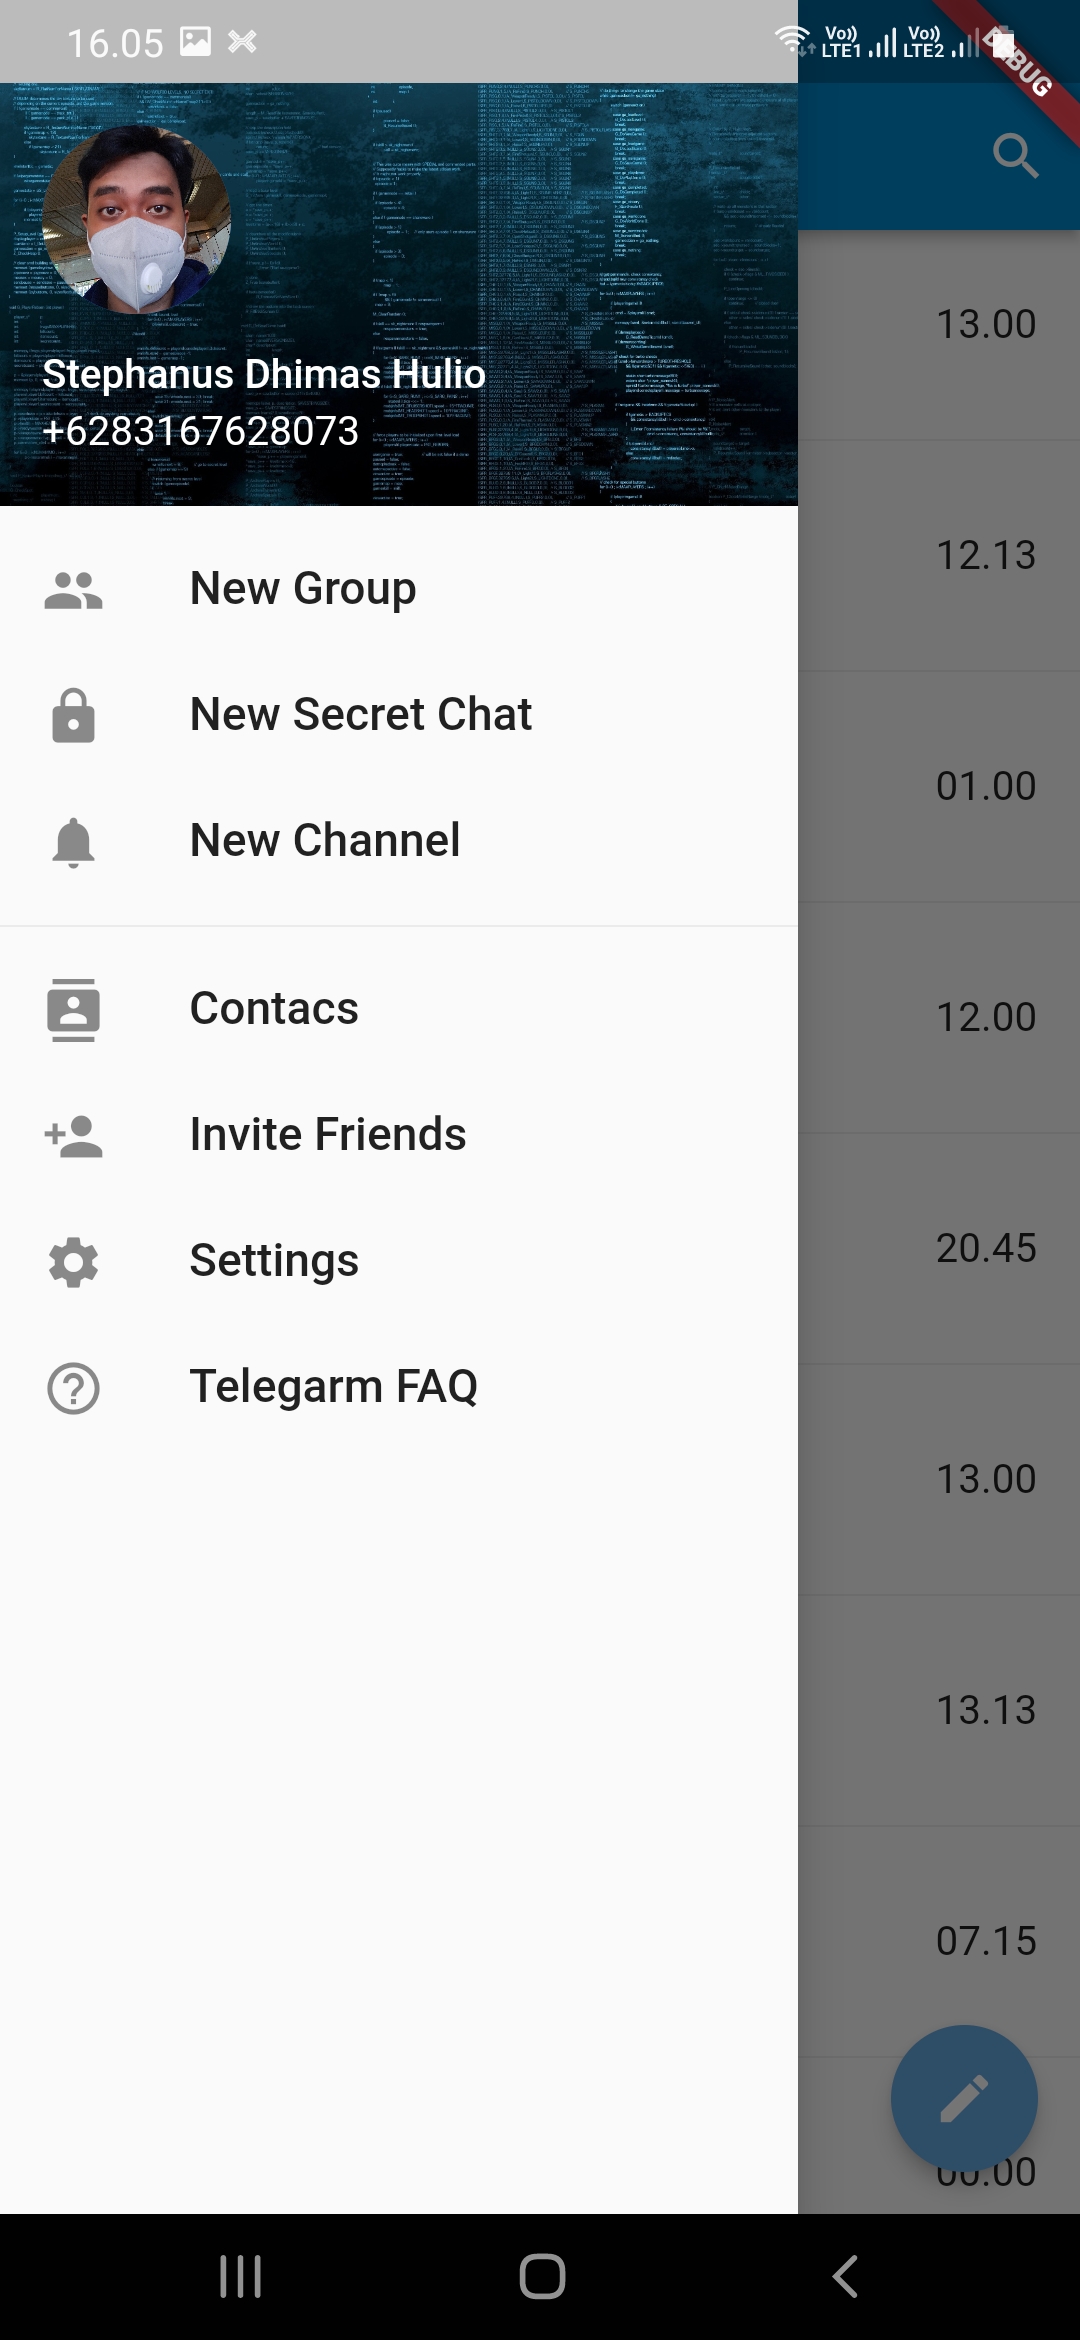 16.05
Vo)) LTE1 Vo)) LTE2
DEBUG
Stephanus Dhimas Hulio
+6283167628073
New Group
New Secret Chat
New Channel
Contacs
Invite Friends
Settings
Telegarm FAQ
13.00
12.13
01.00
12.00
20.45
13.00
13.13
07.15
00.00